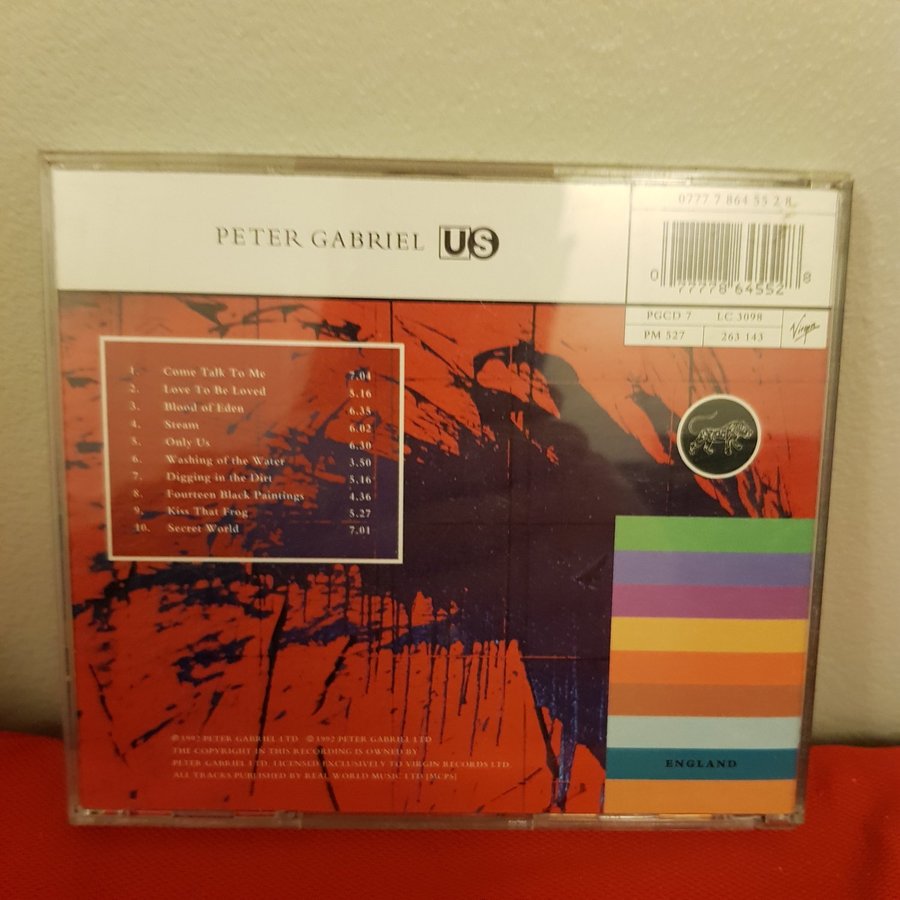 PETER GABRIEL US
0777 7 864 55 2 8
0 77778 64552 8
PGCD 7 LC 3098 Virgin
PM 527 263 143
1. Come Talk To Me 7.04
2. Love To Be Loved 5.16
3. Blood of Eden 6.35
4. Steam 6.02
5. Only Us 6.30
6. Washing of the Water 3.50
7. Digging in the Dirt 5.16
8. Fourteen Black Paintings 4.36
9. Kiss That Frog 5.27
10. Secret World 7.01
℗ 1992 PETER GABRIEL LTD © 1992 PETER GABRIEL LTD
THE COPYRIGHT IN THIS RECORDING IS OWNED BY
PETER GABRIEL LTD. LICENSED EXCLUSIVELY TO VIRGIN RECORDS LTD
ALL TRACKS PUBLISHED BY REAL WORLD MUSIC LTD [MCPS]
ENGLAND